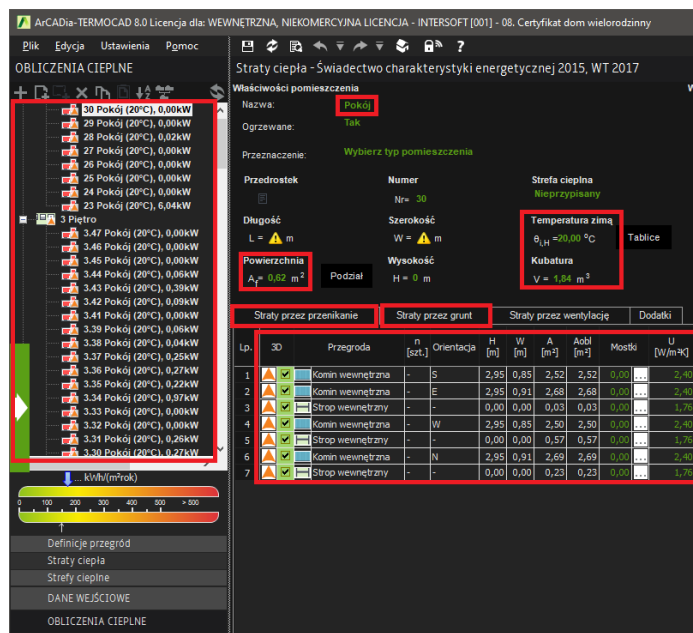 ArCADia-TERMOCAD 8.0 Licencja dla: WEWNĘTRZNA, NIEKOMERCYJNA LICENCJA - INTERSOFT [001] - 08. Certyfikat dom wielorodzinny
Plik Edycja Ustawienia Pomoc
OBLICZENIA CIEPLNE
30 Pokój (20°C), 0,00kW
29 Pokój (20°C), 0,00kW
28 Pokój (20°C), 0,02kW
27 Pokój (20°C), 0,00kW
26 Pokój (20°C), 0,00kW
25 Pokój (20°C), 0,00kW
24 Pokój (20°C), 0,00kW
23 Pokój (20°C), 6,04kW
3 Piętro
3.47 Pokój (20°C), 0,00kW
3.46 Pokój (20°C), 0,00kW
3.45 Pokój (20°C), 0,00kW
3.44 Pokój (20°C), 0,06kW
3.43 Pokój (20°C), 0,39kW
3.42 Pokój (20°C), 0,09kW
3.41 Pokój (20°C), 0,00kW
3.39 Pokój (20°C), 0,06kW
3.38 Pokój (20°C), 0,04kW
3.37 Pokój (20°C), 0,25kW
3.36 Pokój (20°C), 0,27kW
3.35 Pokój (20°C), 0,22kW
3.34 Pokój (20°C), 0,97kW
3.33 Pokój (20°C), 0,00kW
3.32 Pokój (20°C), 0,00kW
3.31 Pokój (20°C), 0,26kW
3.30 Pokój (20°C), 0,27kW
... kWh/(m²rok)
0 100 200 300 400 500 > 500
Definicje przegród
Straty ciepła
Strefy cieplne
DANE WEJŚCIOWE
OBLICZENIA CIEPLNE
Straty ciepła - Świadectwo charakterystyki energetycznej 2015, WT 2017
Właściwości pomieszczenia W
Nazwa: Pokój
Ogrzewane: Tak
Przeznaczenie: Wybierz typ pomieszczenia
Przedrostek Numer Strefa cieplna
Nr= 30 Nieprzypisany
Długość Szerokość Temperatura zimą
L = m W = m θi,H =20,00 °C Tablice
Powierzchnia Wysokość Kubatura
Af= 0,62 m² Podział H = 0 m V = 1,84 m³
Straty przez przenikanie Straty przez grunt Straty przez wentylację Dodatki
Lp. 3D Przegroda n [szt.] Orientacja H [m] W [m] A [m²] Aobl [m²] Mostki U [W/m²K]
1 Komin wewnętrzna - S 2,95 0,85 2,52 2,52 0,00 ... 2,40
2 Komin wewnętrzna - E 2,95 0,91 2,68 2,68 0,00 ... 2,40
3 Strop wewnętrzny - - 0,00 0,00 0,03 0,03 0,00 ... 1,76
4 Komin wewnętrzna - W 2,95 0,85 2,50 2,50 0,00 ... 2,40
5 Strop wewnętrzny - - 0,00 0,00 0,57 0,57 0,00 ... 1,76
6 Komin wewnętrzna - N 2,95 0,91 2,69 2,69 0,00 ... 2,40
7 Strop wewnętrzny - - 0,00 0,00 0,23 0,23 0,00 ... 1,76